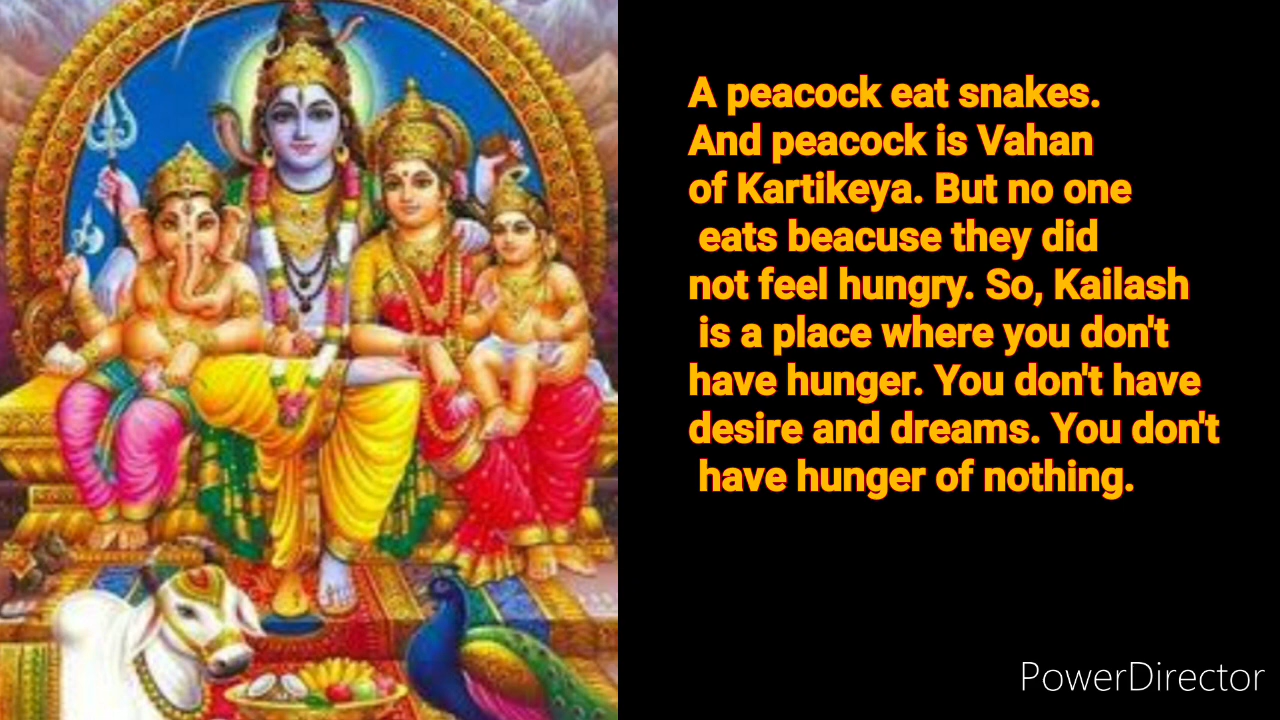 A peacock eat snakes.
And peacock is Vahan
of Kartikeya. But no one
eats beacuse they did
not feel hungry. So, Kailash
is a place where you don't
have hunger. You don't have
desire and dreams. You don't
have hunger of nothing.
PowerDirector